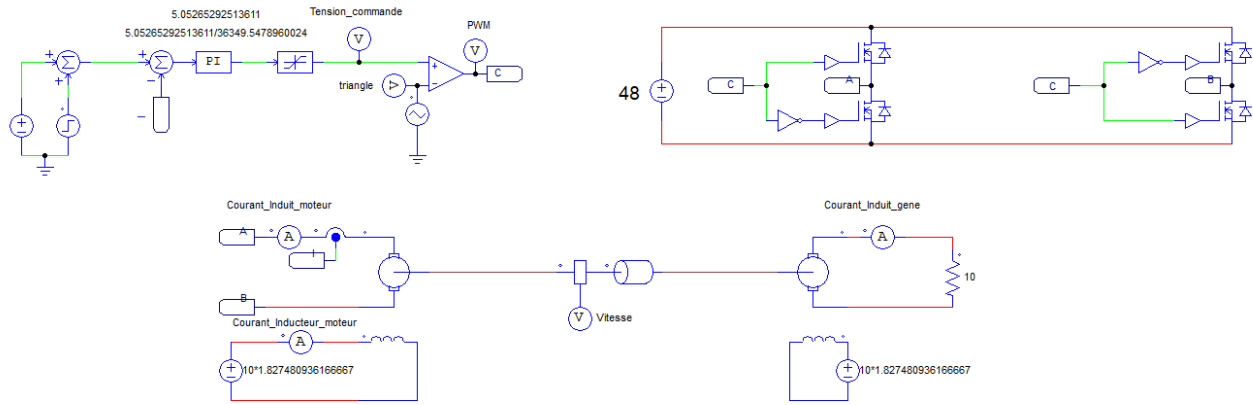 5.05265292513611
5.05265292513611/36349.5478960024
Tension_commande
PWM
V
V
PI
C
triangle
V
48
C
A
C
B
Courant_Induit_moteur
Courant_Induit_gene
A
A
A
I
10
B
V
Vitesse
Courant_Inducteur_moteur
A
10*1.827480936166667
10*1.827480936166667